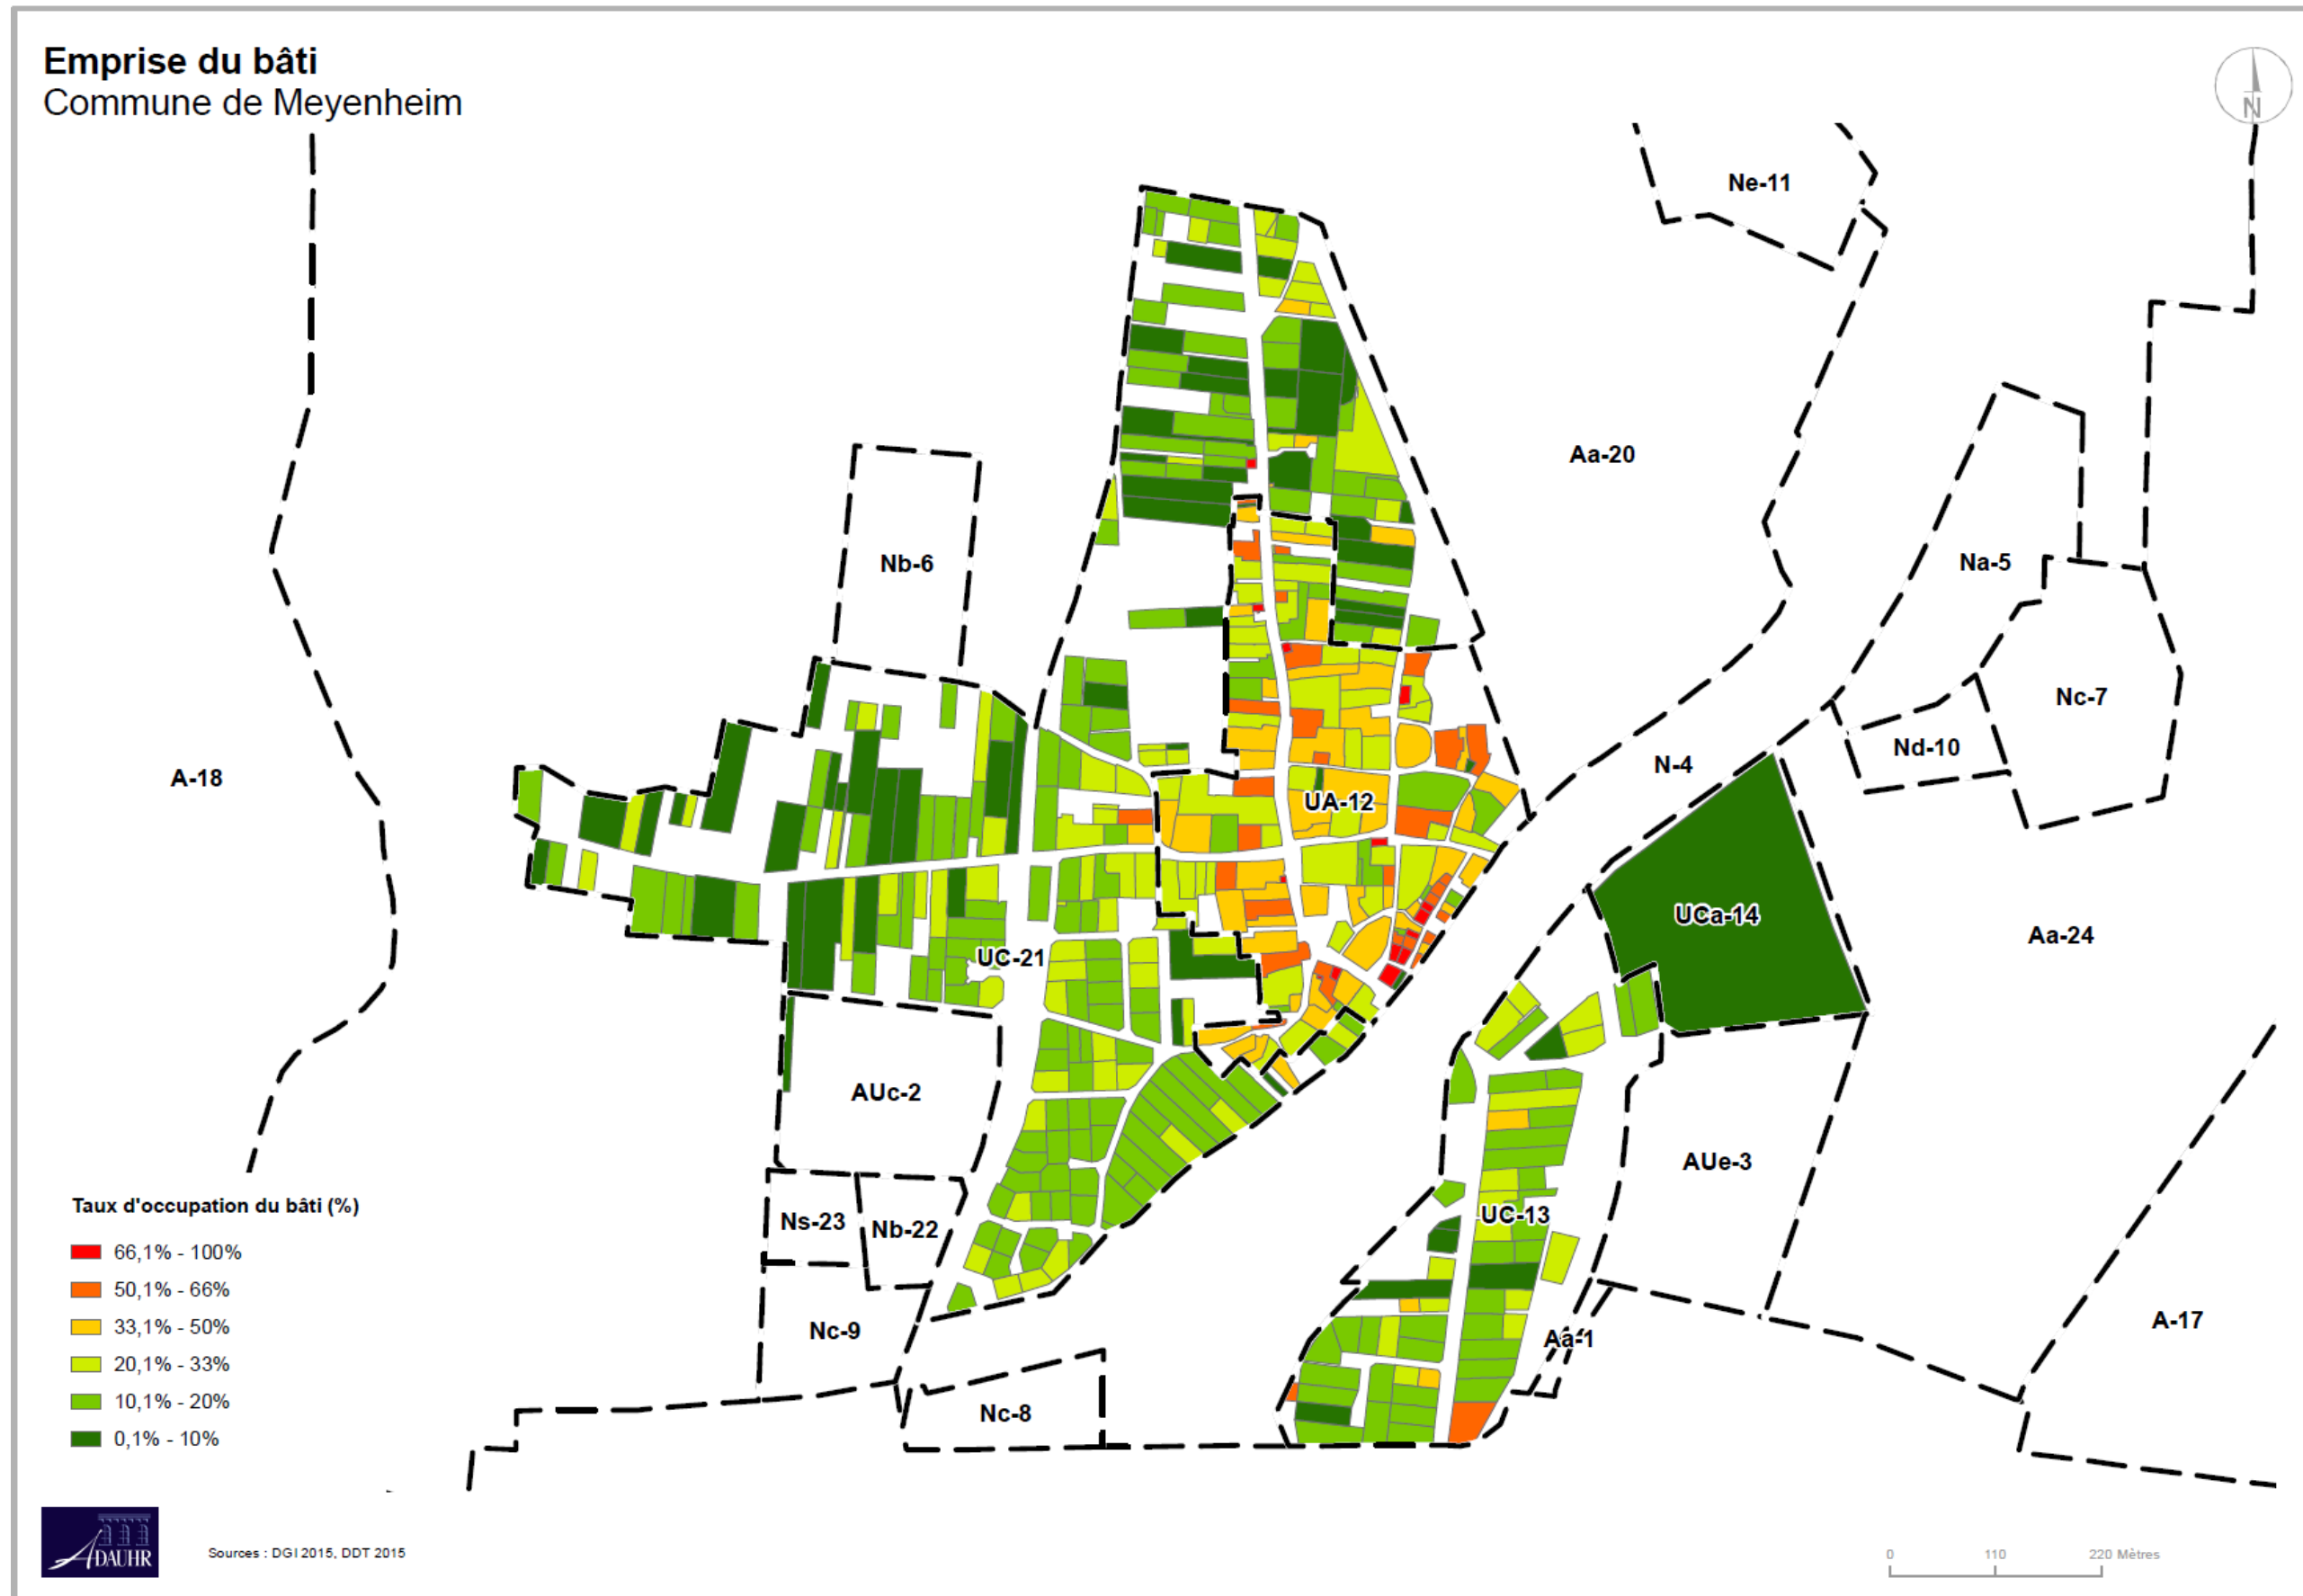 Emprise du bâti
Commune de Meyenheim
N
Ne-11
Aa-20
Nb-6
Na-5
Nc-7
A-18
N-4
Nd-10
UA-12
UCa-14
Aa-24
UC-21
AUc-2
AUe-3
Ns-23
Nb-22
UC-13
Nc-9
Aa-1
A-17
Nc-8
Taux d'occupation du bâti (%)
66,1% - 100%
50,1% - 66%
33,1% - 50%
20,1% - 33%
10,1% - 20%
0,1% - 10%
ADAUHR
Sources : DGI 2015, DDT 2015
0 110 220 Mètres